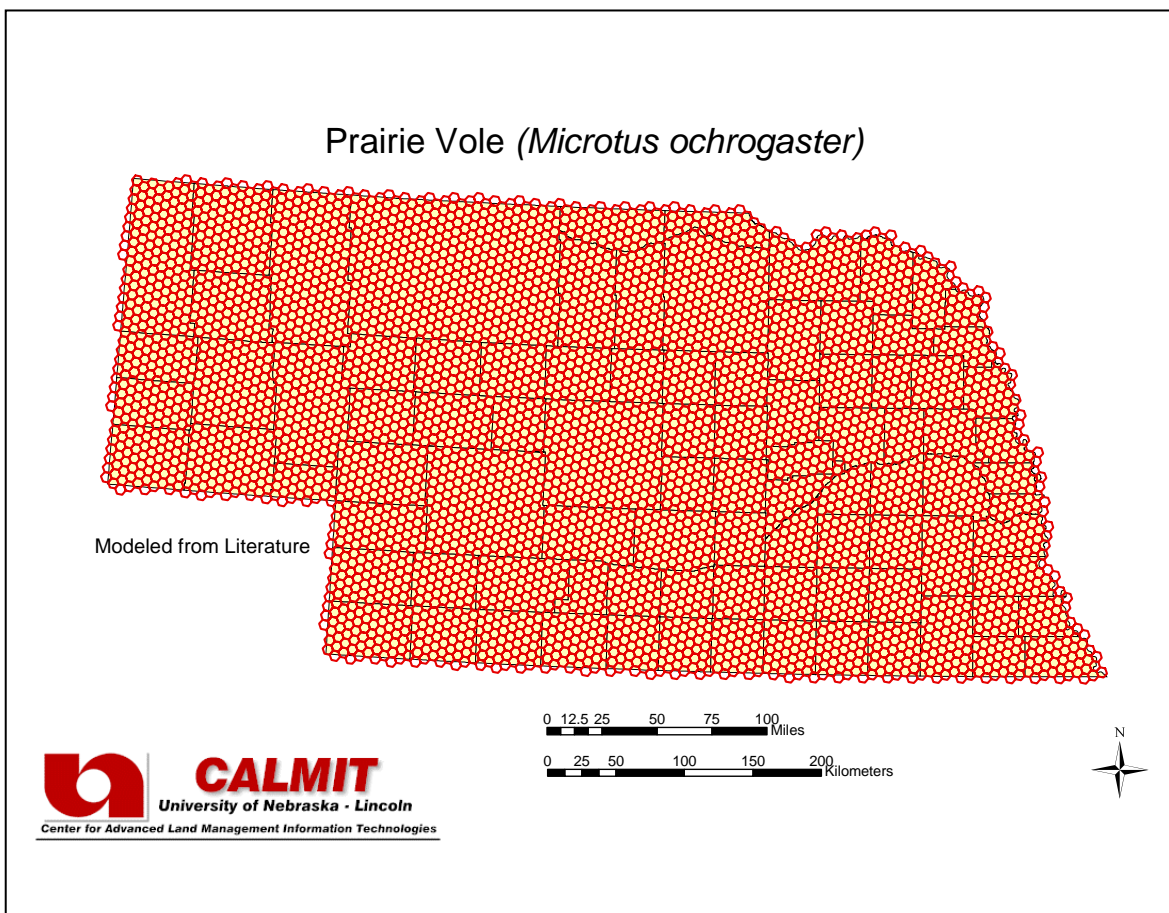 Prairie Vole (Microtus ochrogaster)
Modeled from Literature
0 12.5 25 50 75 100
Miles
0 25 50 100 150 200
Kilometers
N
CALMIT
University of Nebraska - Lincoln
Center for Advanced Land Management Information Technologies